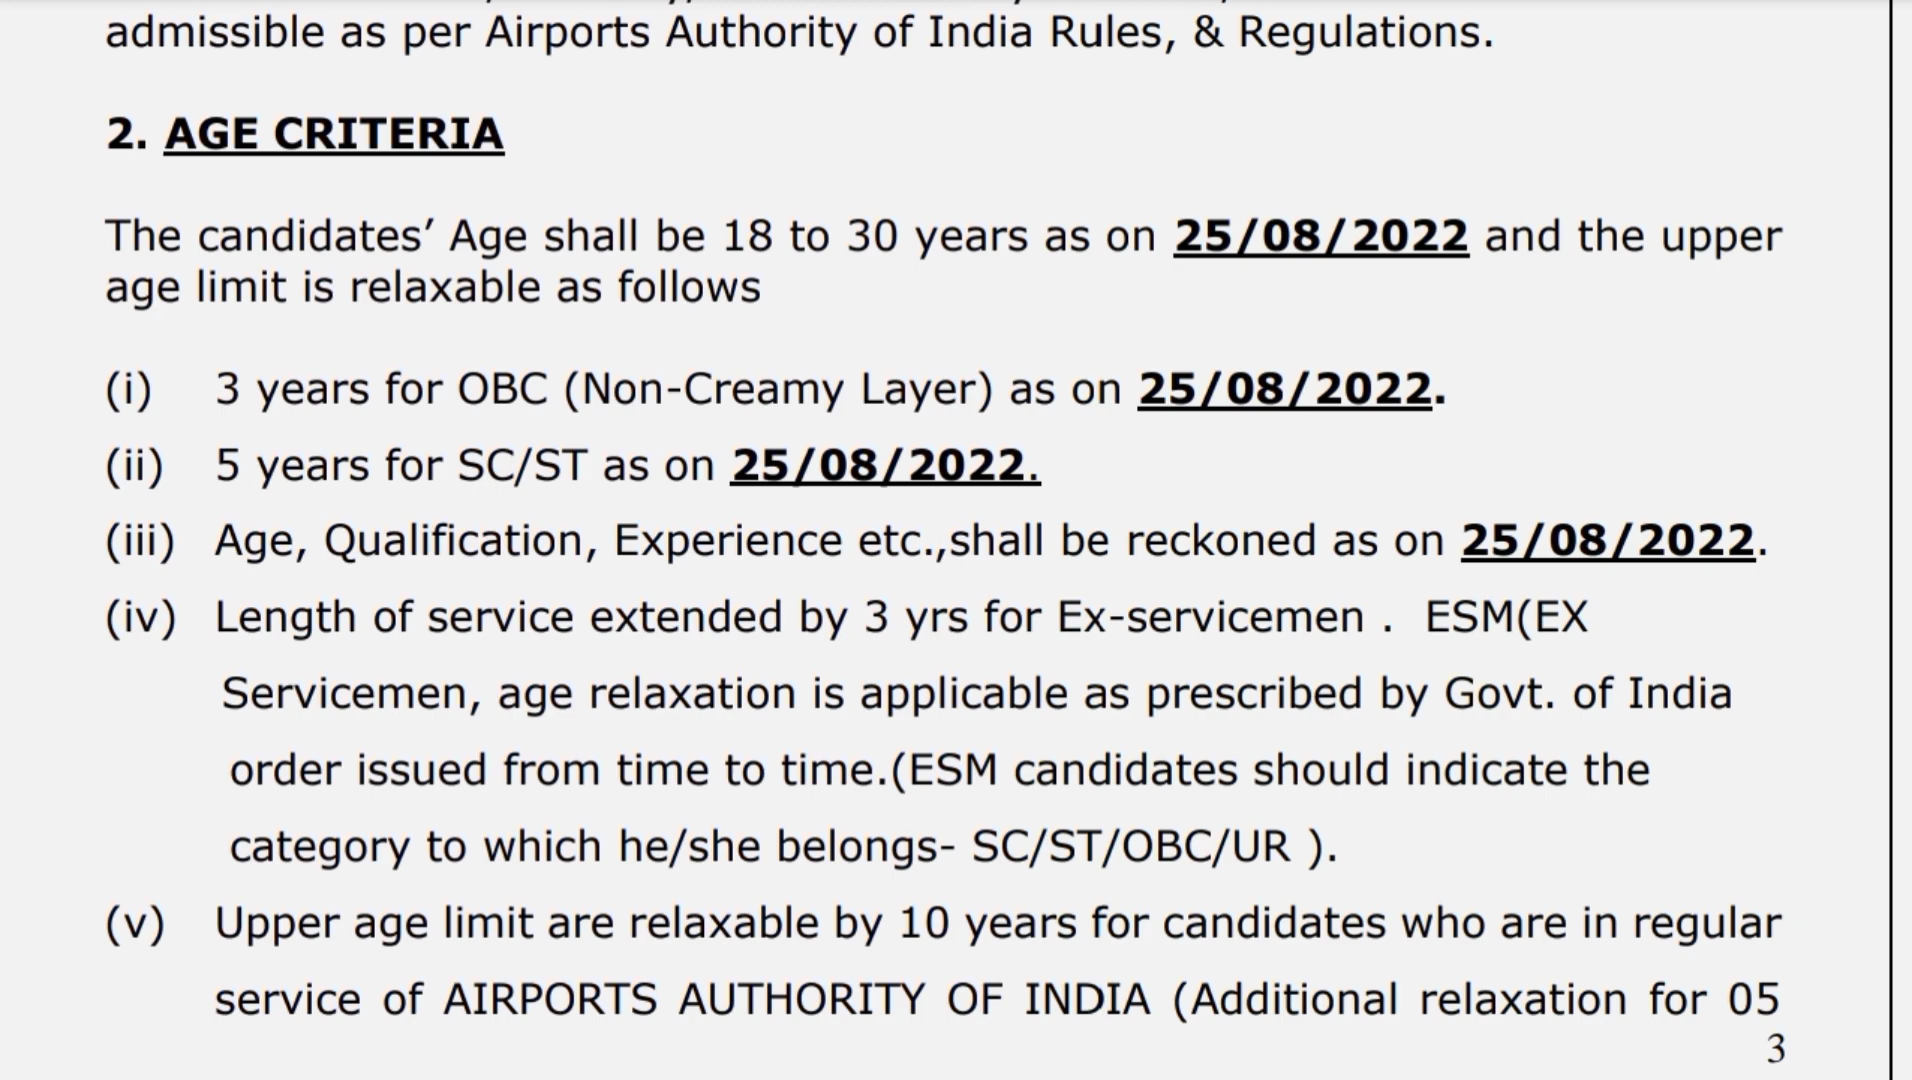 admissible as per Airports Authority of India Rules, & Regulations.
2. AGE CRITERIA
The candidates’ Age shall be 18 to 30 years as on 25/08/2022 and the upper
age limit is relaxable as follows
(i) 3 years for OBC (Non-Creamy Layer) as on 25/08/2022.
(ii) 5 years for SC/ST as on 25/08/2022.
(iii) Age, Qualification, Experience etc.,shall be reckoned as on 25/08/2022.
(iv) Length of service extended by 3 yrs for Ex-servicemen . ESM(EX
Servicemen, age relaxation is applicable as prescribed by Govt. of India
order issued from time to time.(ESM candidates should indicate the
category to which he/she belongs- SC/ST/OBC/UR ).
(v) Upper age limit are relaxable by 10 years for candidates who are in regular
service of AIRPORTS AUTHORITY OF INDIA (Additional relaxation for 05
3